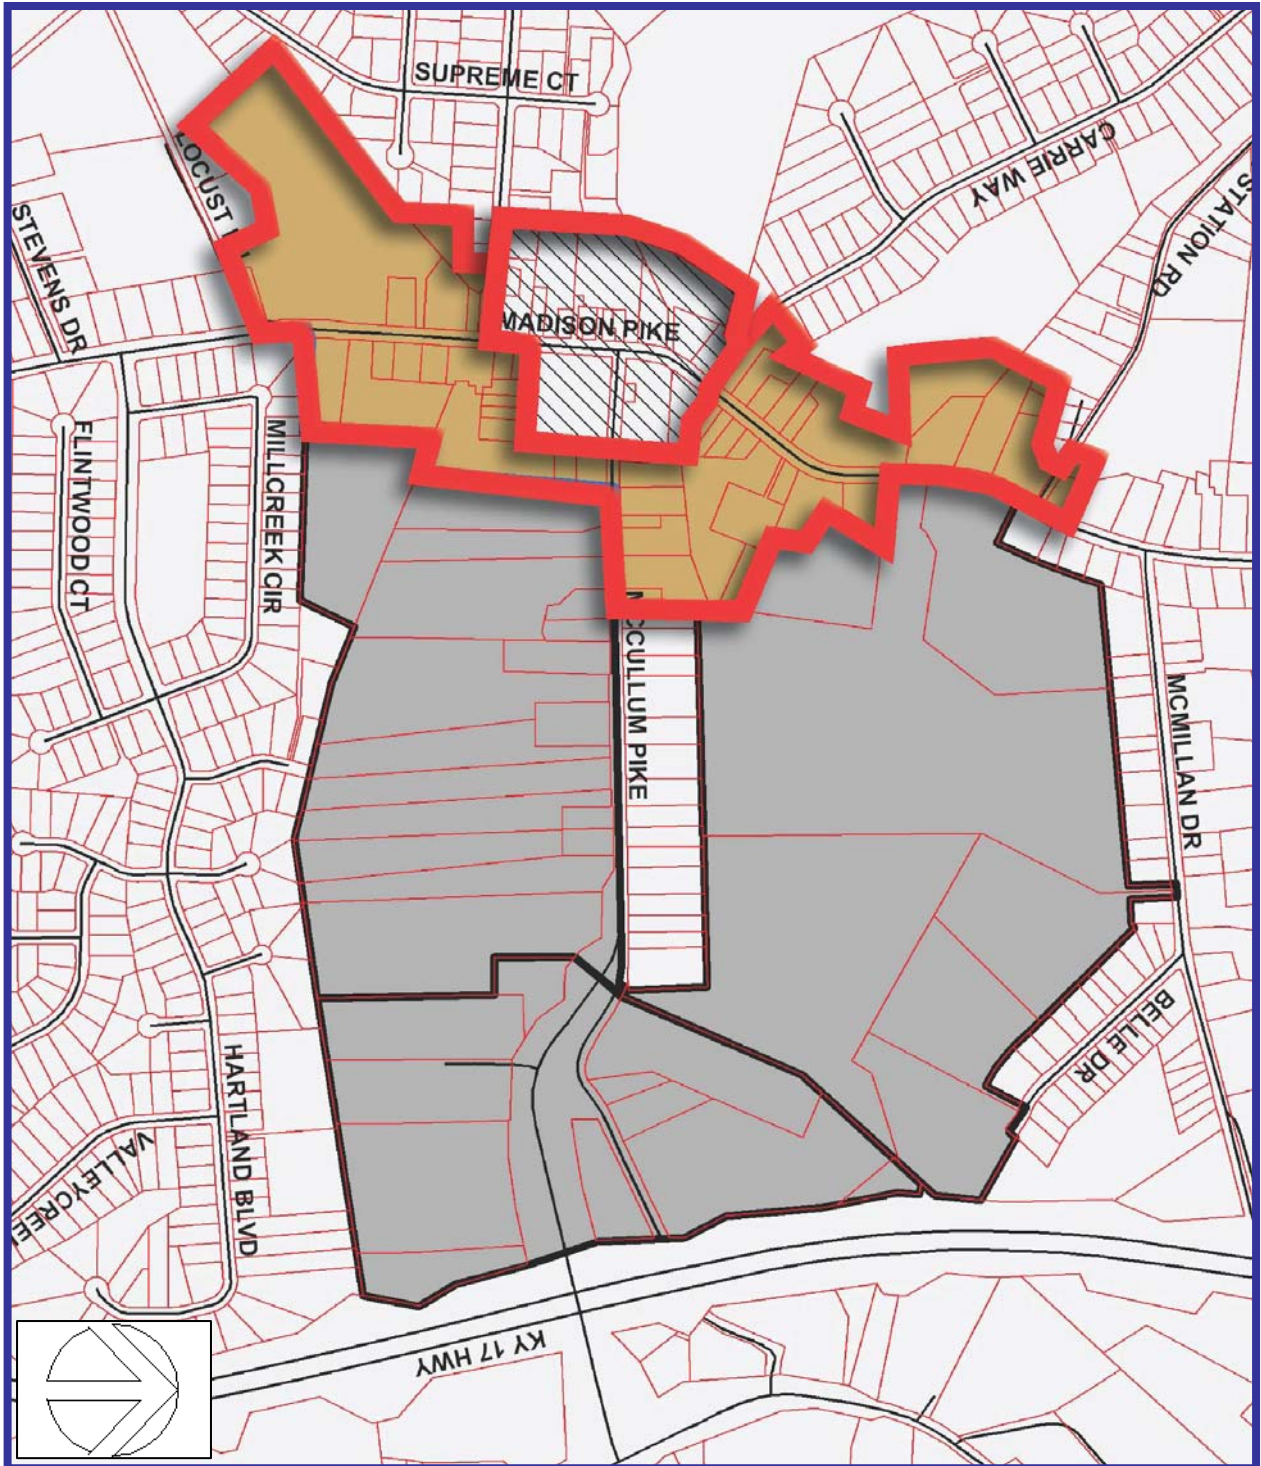 SUPREME CT
LOCUST
CARRIE WAY
STATION RD
STEVENS DR
MADISON PIKE
FLINTWOOD CT
MILLCREEK CIR
MCCULLUM PIKE
MCMILLAN DR
BELLE DR
HARTLAND BLVD
VALLEYCREE
KY 17 HWY